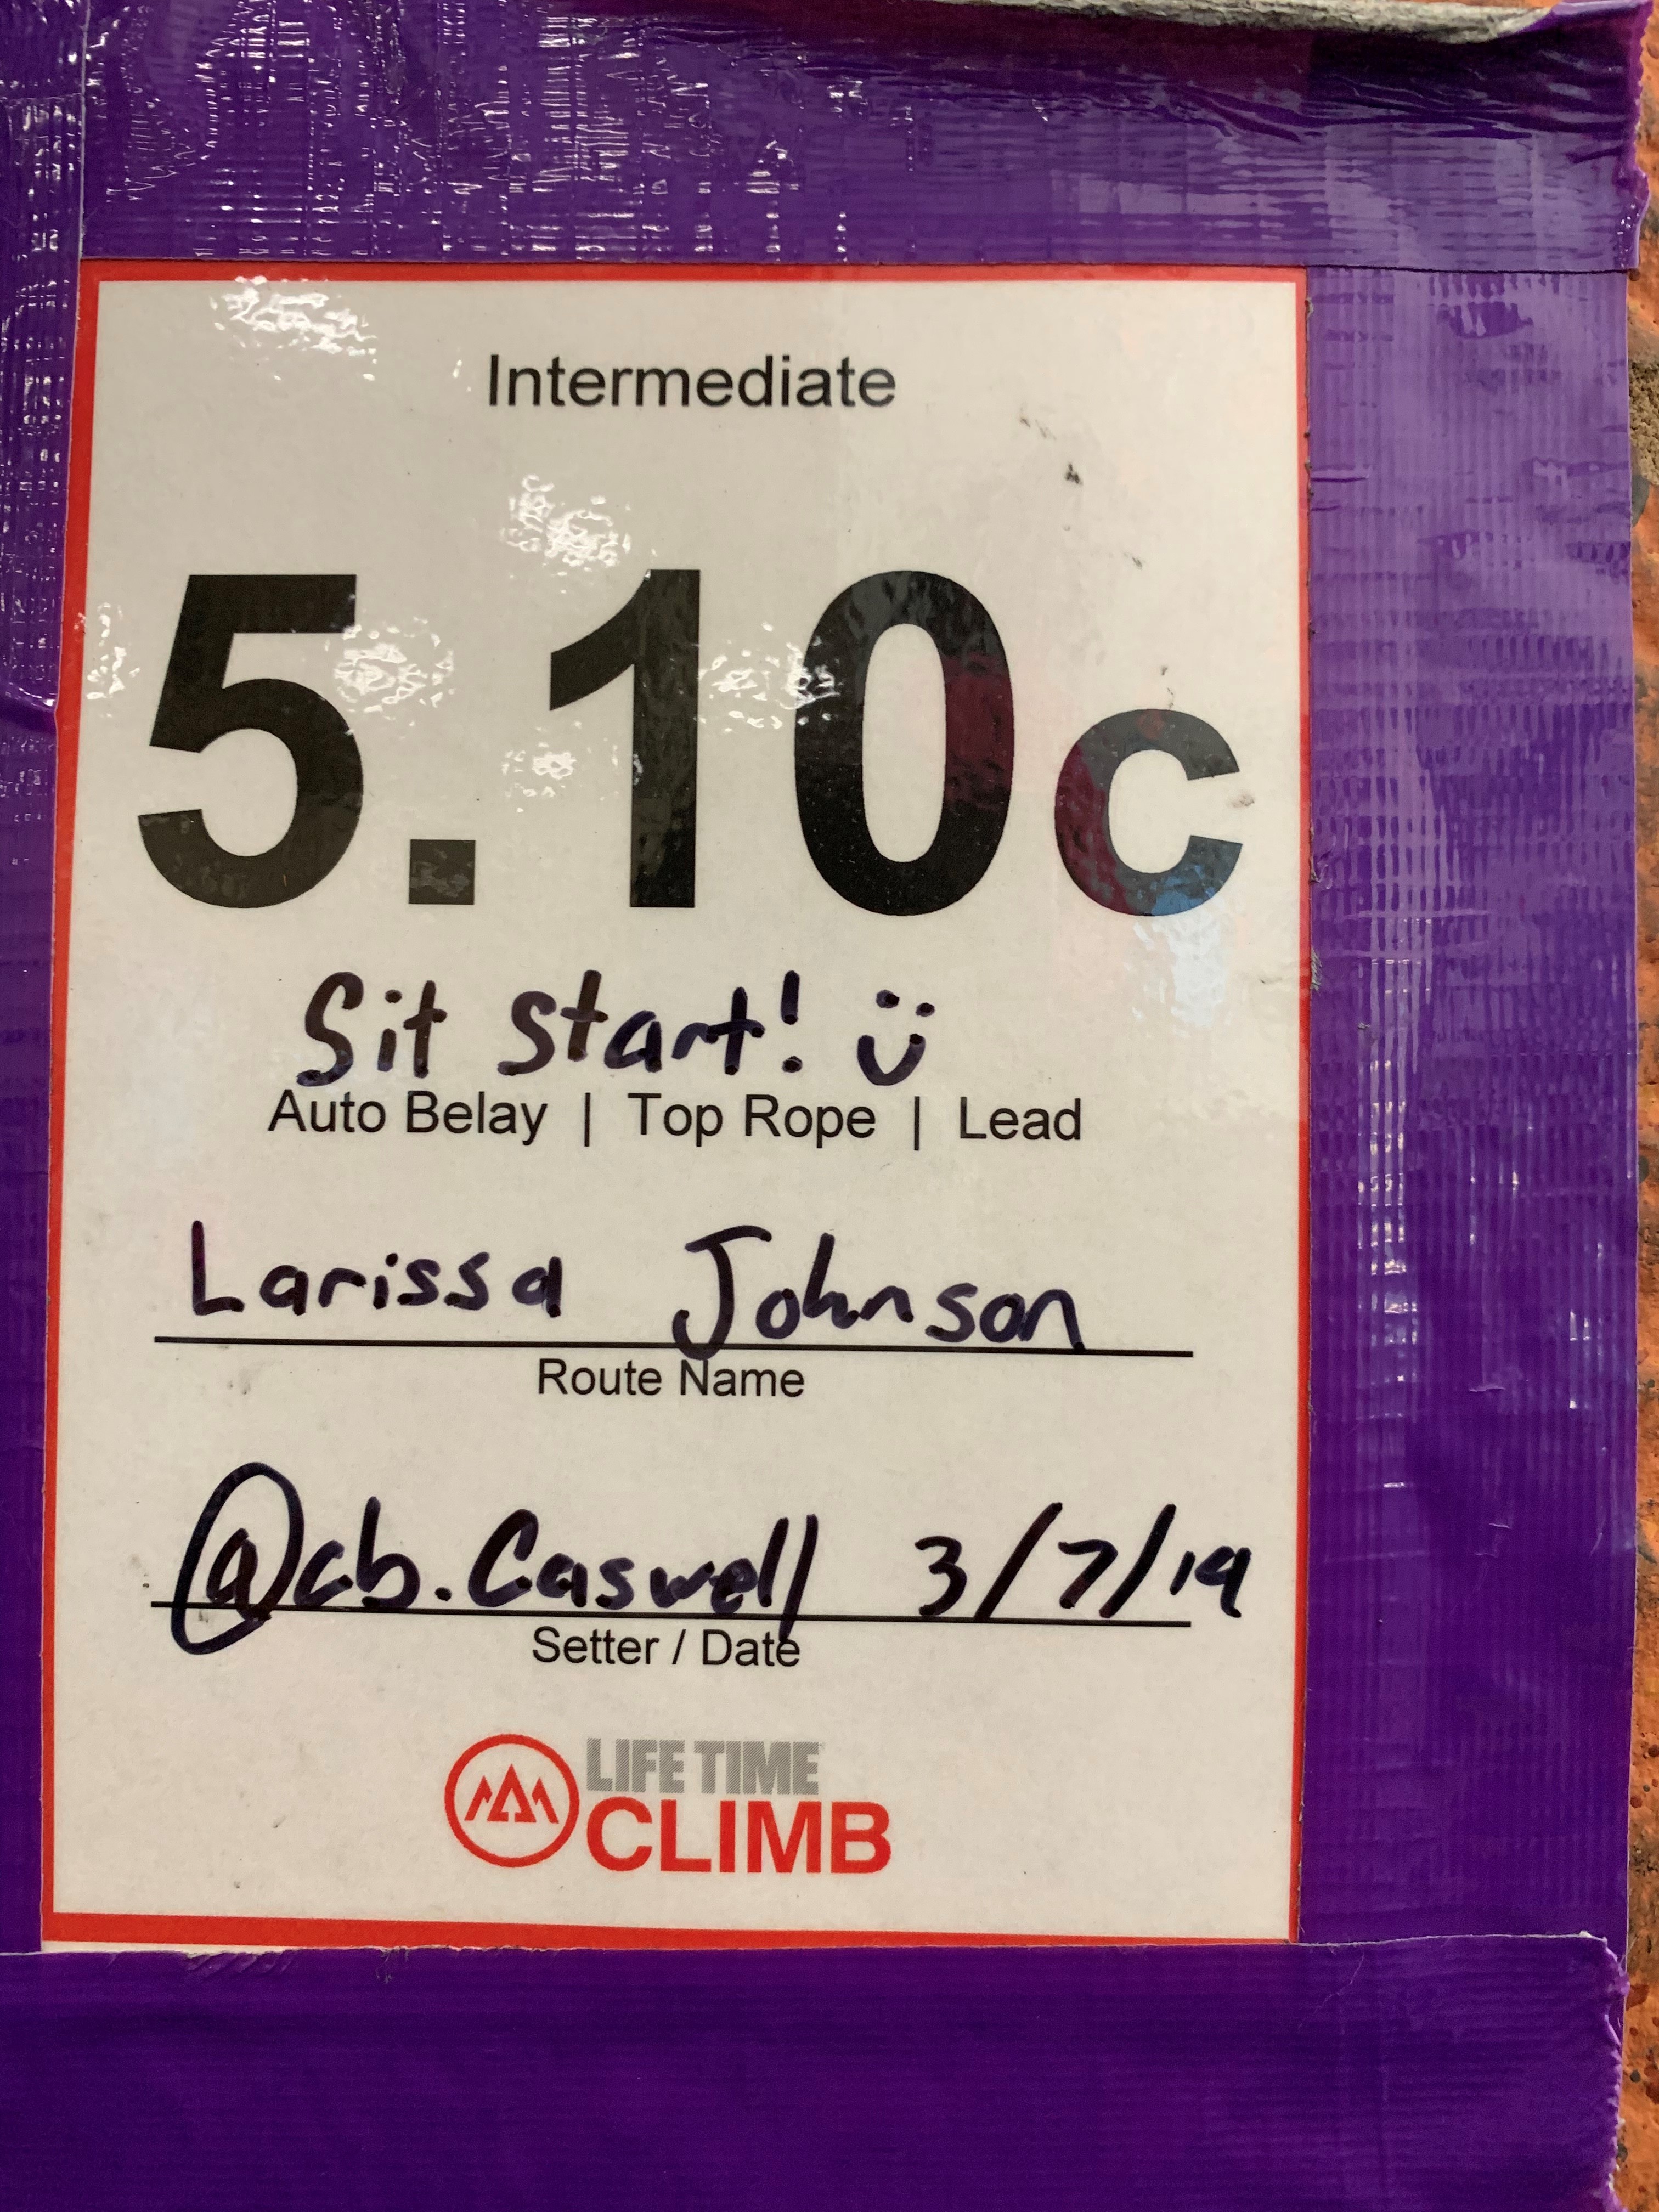 Intermediate
5.10c
Sit start! ü
Auto Belay | Top Rope | Lead
Larissa Johnson
Route Name
@cb.Caswell 3/7/19
Setter / Date
LIFE TIME
CLIMB